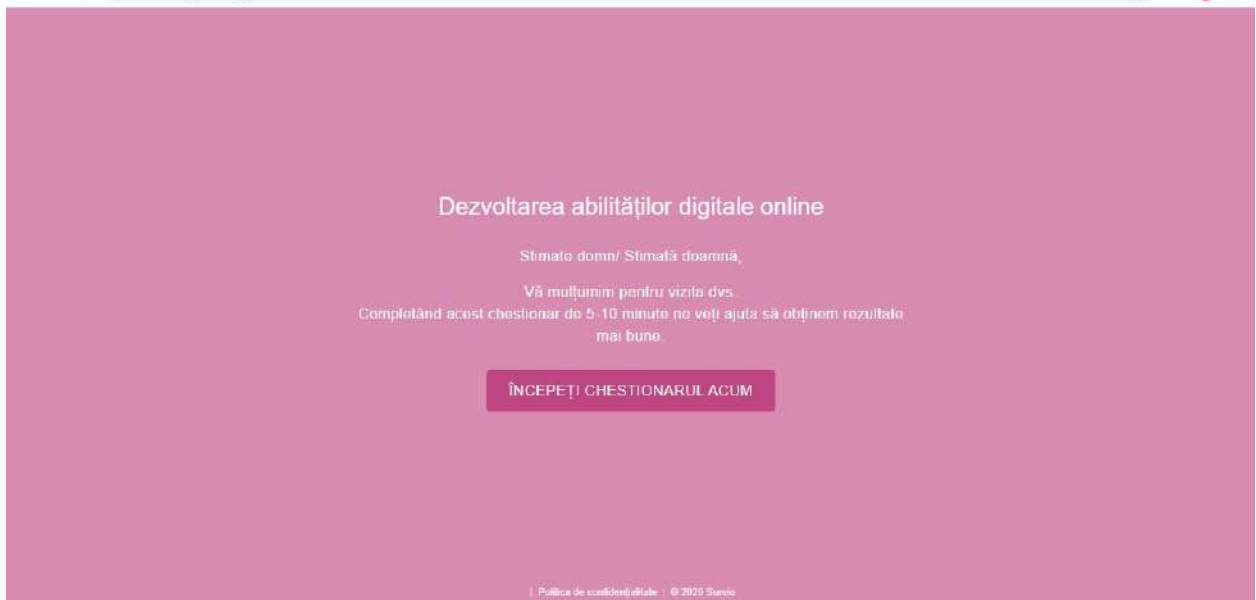 Dezvoltarea abilităților digitale online
Stimate domn/ Stimată doamnă,
Vă mulțumim pentru vizita dvs.
Completând acest chestionar de 5-10 minute ne veți ajuta să obținem rezultate
mai bune.
ÎNCEPEȚI CHESTIONARUL ACUM
| Politica de confidențialitate | © 2020 Survio